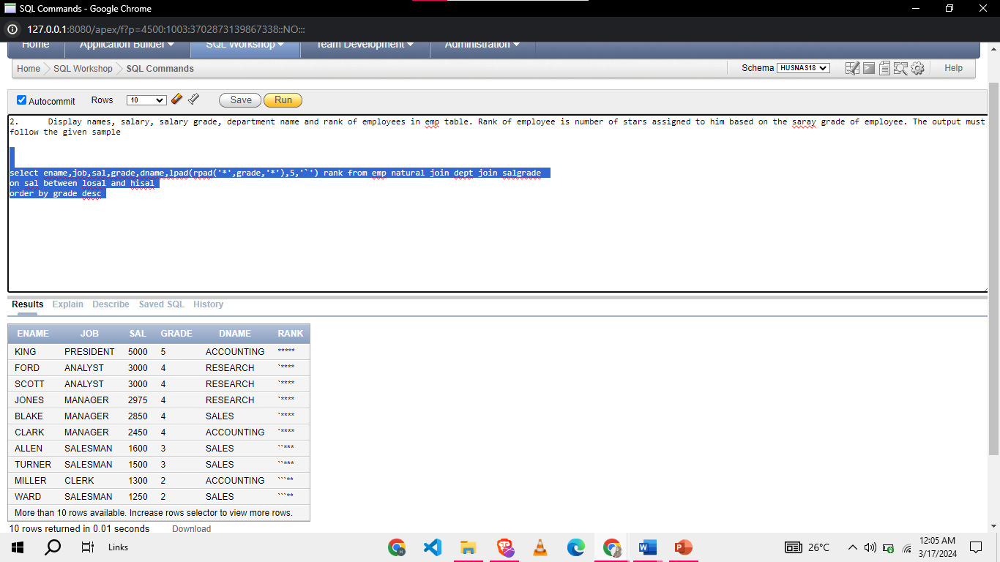 SQL Commands - Google Chrome
127.0.0.1:8080/apex/f?p=4500:1003:3702873139867338::NO:::
Home Application Builder SQL Workshop Team Development Administration
Home SQL Workshop SQL Commands Schema HUSNAS18 Help
Autocommit Rows 10 Save Run
2. Display names, salary, salary grade, department name and rank of employees in emp table. Rank of employee is number of stars assigned to him based on the saray grade of employee. The output must
follow the given sample
select ename,job,sal,grade,dname,lpad(rpad('*',grade,'*'),5,'`') rank from emp natural join dept join salgrade
on sal between losal and hisal
order by grade desc
Results Explain Describe Saved SQL History
ENAME JOB SAL GRADE DNAME RANK
KING PRESIDENT 5000 5 ACCOUNTING *****
FORD ANALYST 3000 4 RESEARCH `****
SCOTT ANALYST 3000 4 RESEARCH `****
JONES MANAGER 2975 4 RESEARCH `****
BLAKE MANAGER 2850 4 SALES `****
CLARK MANAGER 2450 4 ACCOUNTING `****
ALLEN SALESMAN 1600 3 SALES ``***
TURNER SALESMAN 1500 3 SALES ``***
MILLER CLERK 1300 2 ACCOUNTING ```**
WARD SALESMAN 1250 2 SALES ```**
More than 10 rows available. Increase rows selector to view more rows.
10 rows returned in 0.01 seconds Download
Links 26°C 12:05 AM
3/17/2024